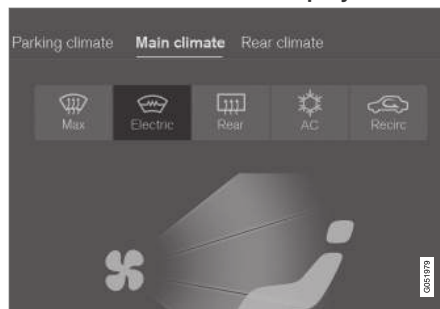 Parking climate Main climate Rear climate
Max Electric Rear AC Recirc
G051979